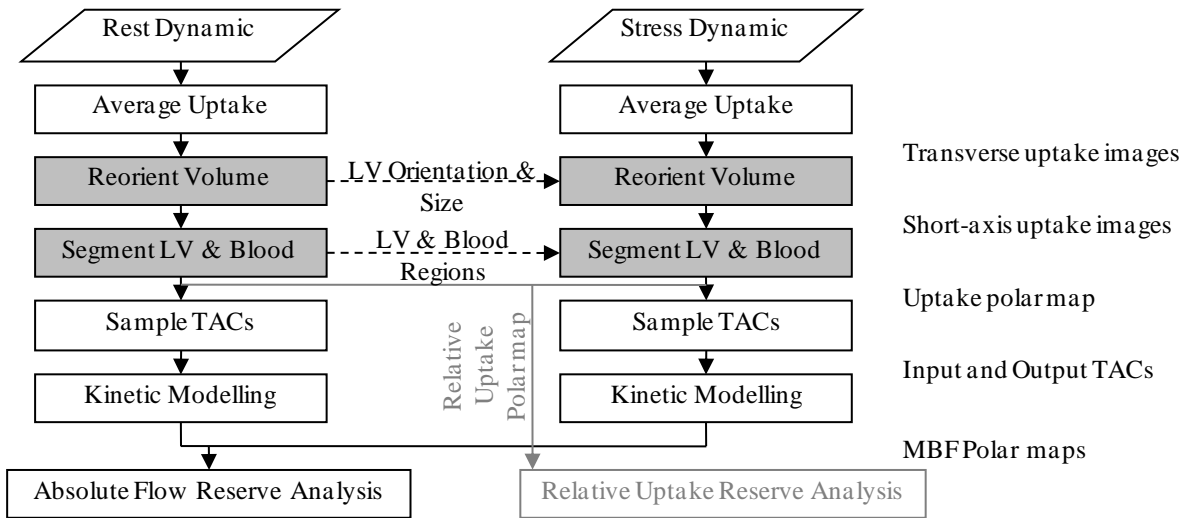 Rest Dynamic
Stress Dynamic
Average Uptake
Average Uptake
Transverse uptake images
Reorient Volume
LV Orientation &
Size
Reorient Volume
Short-axis uptake images
Segment LV & Blood
LV & Blood
Regions
Segment LV & Blood
Uptake polar map
Sample TACs
Relative
Uptake
Polarmap
Sample TACs
Input and Output TACs
Kinetic Modelling
Kinetic Modelling
MBF Polar maps
Absolute Flow Reserve Analysis
Relative Uptake Reserve Analysis